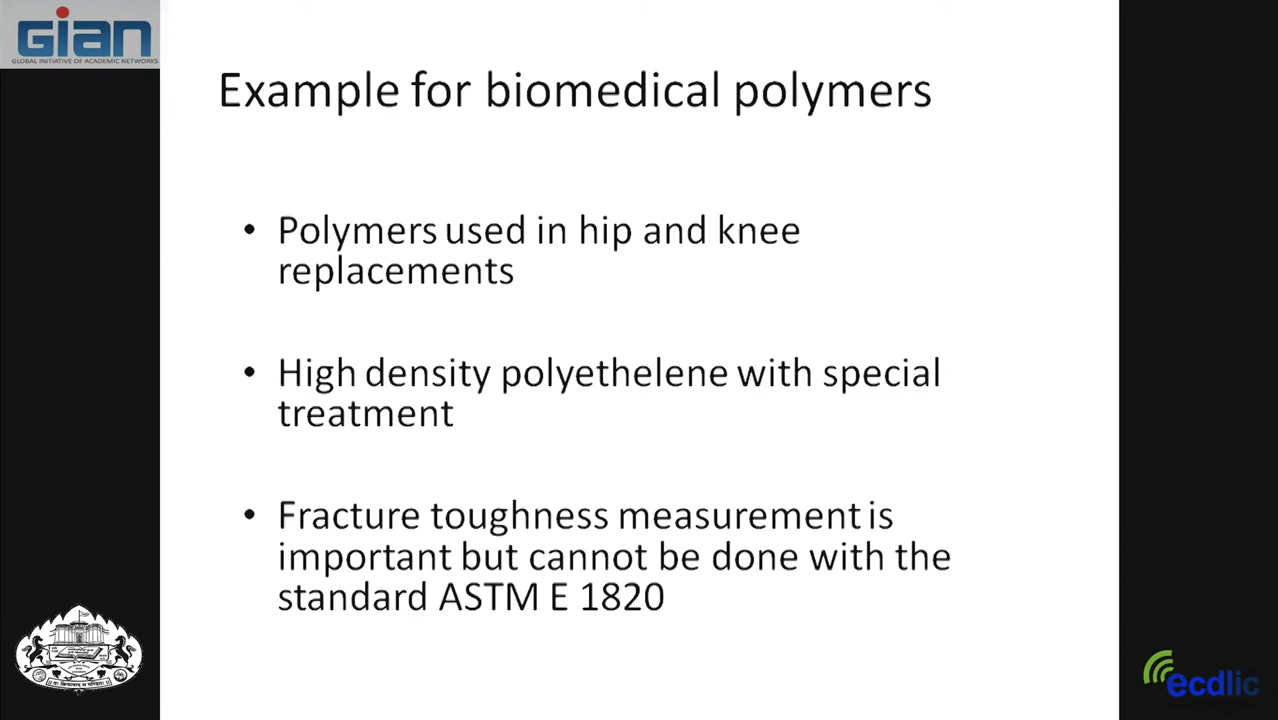 GIAN
GLOBAL INITIATIVE OF ACADEMIC NETWORKS
Example for biomedical polymers
• Polymers used in hip and knee
replacements
• High density polyethelene with special
treatment
• Fracture toughness measurement is
important but cannot be done with the
standard ASTM E 1820
ecdlic